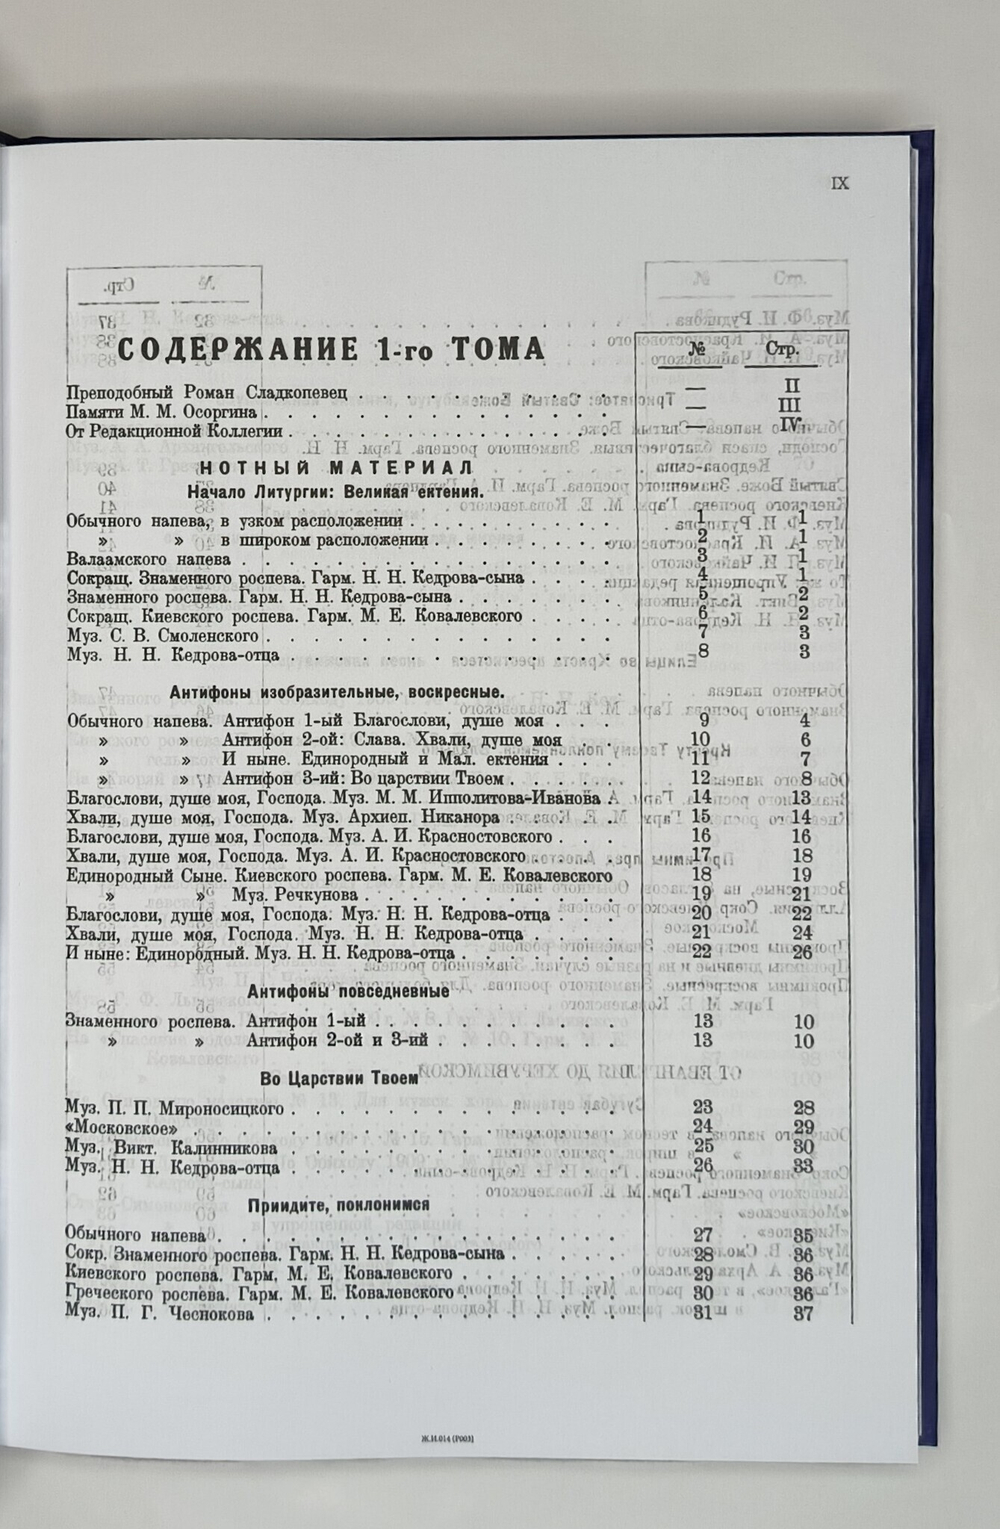 IX
СОДЕРЖАНИЕ 1-го ТОМА № Стр.
Преподобный Роман Сладкопевец — II
Памяти М. М. Осоргина — III
От Редакционной Коллегии — IV
НОТНЫЙ МАТЕРИАЛ
Начало Литургии: Великая ектения.
Обычного напева, в узком расположении 1 1
» » в широком расположении 2 1
Валаамского напева 3 1
Сокращ. Знаменного роспева. Гарм. Н. Н. Кедрова-сына 4 1
Знаменного роспева. Гарм. Н. Н. Кедрова-сына 5 2
Сокращ. Киевского роспева. Гарм. М. Е. Ковалевского 6 2
Муз. С. В. Смоленского 7 3
Муз. Н. Н. Кедрова-отца 8 3
Антифоны изобразительные, воскресные.
Обычного напева. Антифон 1-ый Благослови, душе моя 9 4
» » Антифон 2-ой: Слава. Хвали, душе моя 10 6
» » И ныне. Единородный и Мал. ектения 11 7
» » Антифон 3-ий: Во царствии Твоем 12 8
Благослови, душе моя, Господа. Муз. М. М. Ипполитова-Иванова 14 13
Хвали, душе моя, Господа. Муз. Архиеп. Никанора 15 14
Благослови, душе моя, Господа. Муз. А. И. Красностовского 16 16
Хвали, душе моя, Господа. Муз. А. И. Красностовского 17 18
Единородный Сыне. Киевского роспева. Гарм. М. Е. Ковалевского 18 19
» » Муз. Речкунова 19 21
Благослови, душе моя, Господа. Муз. Н. Н. Кедрова-отца 20 22
Хвали, душе моя, Господа. Муз. Н. Н. Кедрова-отца 21 24
И ныне: Единородный. Муз. Н. Н. Кедрова-отца 22 26
Антифоны повседневные
Знаменного роспева. Антифон 1-ый 13 10
» » Антифон 2-ой и 3-ий 13 10
Во Царствии Твоем
Муз. П. П. Мироносицкого 23 28
«Московское» 24 29
Муз. Викт. Калинникова 25 30
Муз. Н. Н. Кедрова-отца 26 33
Приидите, поклонимся
Обычного напева 27 35
Сокр. Знаменного роспева. Гарм. Н. Н. Кедрова-сына 28 36
Киевского роспева. Гарм. М. Е. Ковалевского 29 36
Греческого роспева. Гарм. М. Е. Ковалевского 30 36
Муз. П. Г. Чеснокова 31 37
Ж.И.014 (Р003)